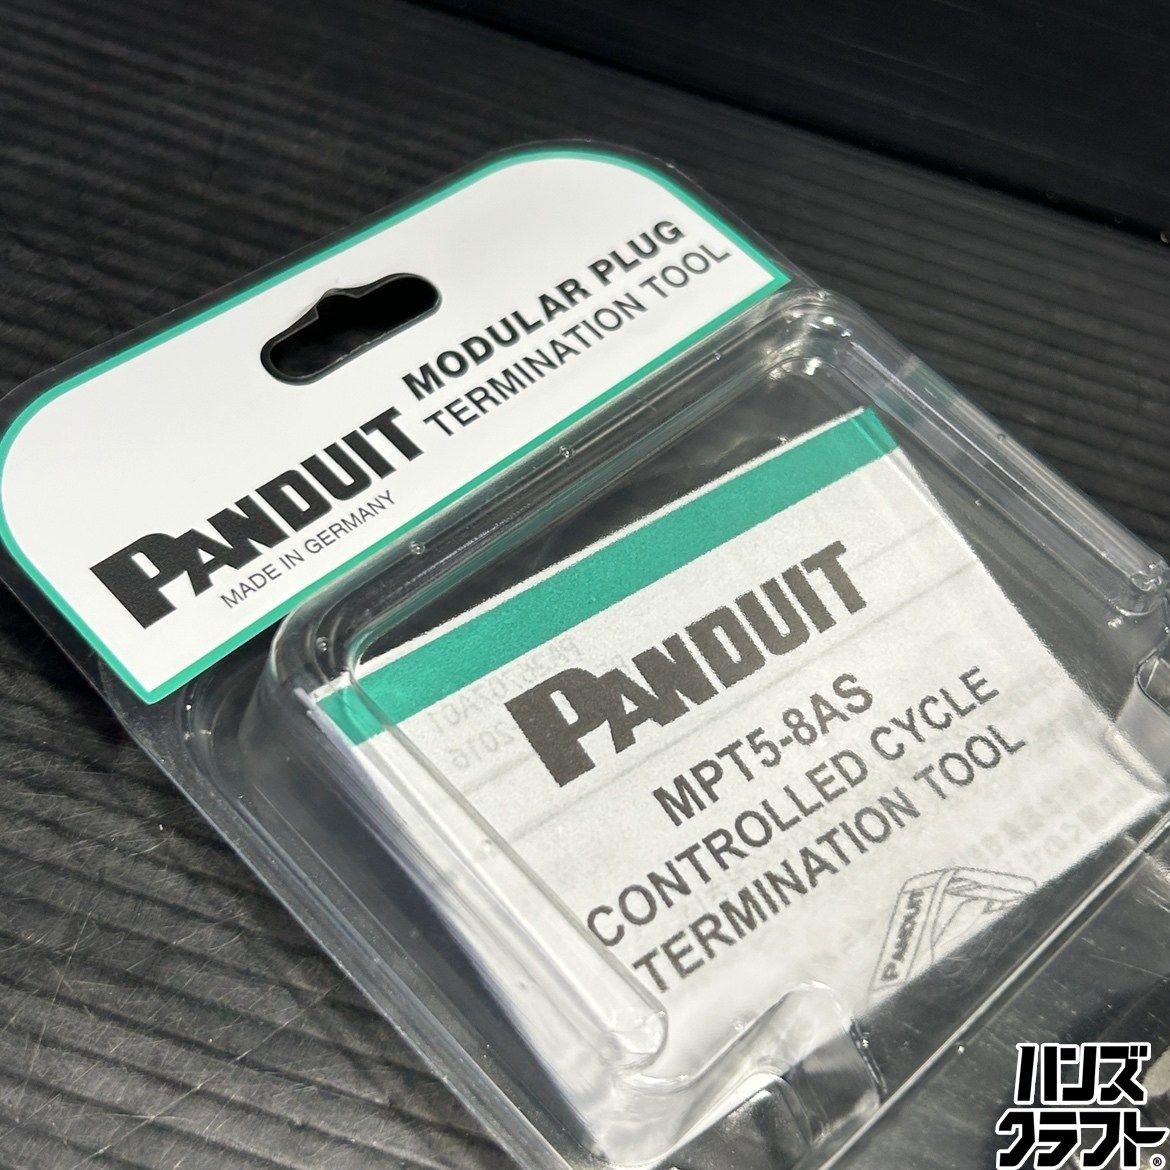 MODULAR PLUG
TERMINATION TOOL
PANDUIT
MADE IN GERMANY
PANDUIT
MPT5-8AS
CONTROLLED CYCLE
TERMINATION TOOL
PANDUIT
ハンズ
クラフト®